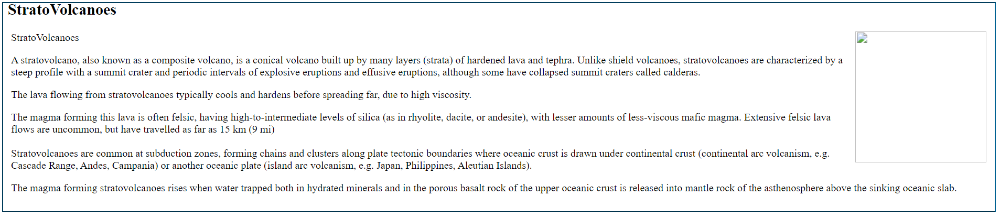 StratoVolcanoes
StratoVolcanoes
A stratovolcano, also known as a composite volcano, is a conical volcano built up by many layers (strata) of hardened lava and tephra. Unlike shield volcanoes, stratovolcanoes are characterized by a
steep profile with a summit crater and periodic intervals of explosive eruptions and effusive eruptions, although some have collapsed summit craters called calderas.
The lava flowing from stratovolcanoes typically cools and hardens before spreading far, due to high viscosity.
The magma forming this lava is often felsic, having high-to-intermediate levels of silica (as in rhyolite, dacite, or andesite), with lesser amounts of less-viscous mafic magma. Extensive felsic lava
flows are uncommon, but have travelled as far as 15 km (9 mi)
Stratovolcanoes are common at subduction zones, forming chains and clusters along plate tectonic boundaries where oceanic crust is drawn under continental crust (continental arc volcanism, e.g.
Cascade Range, Andes, Campania) or another oceanic plate (island arc volcanism, e.g. Japan, Philippines, Aleutian Islands).
The magma forming stratovolcanoes rises when water trapped both in hydrated minerals and in the porous basalt rock of the upper oceanic crust is released into mantle rock of the asthenosphere above the sinking oceanic slab.